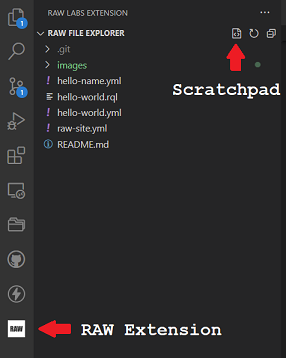 RAW LABS EXTENSION
RAW FILE EXPLORER
.git
images
hello-name.yml
hello-world.rql
hello-world.yml
raw-site.yml
README.md
Scratchpad
1
1
RAW
RAW Extension